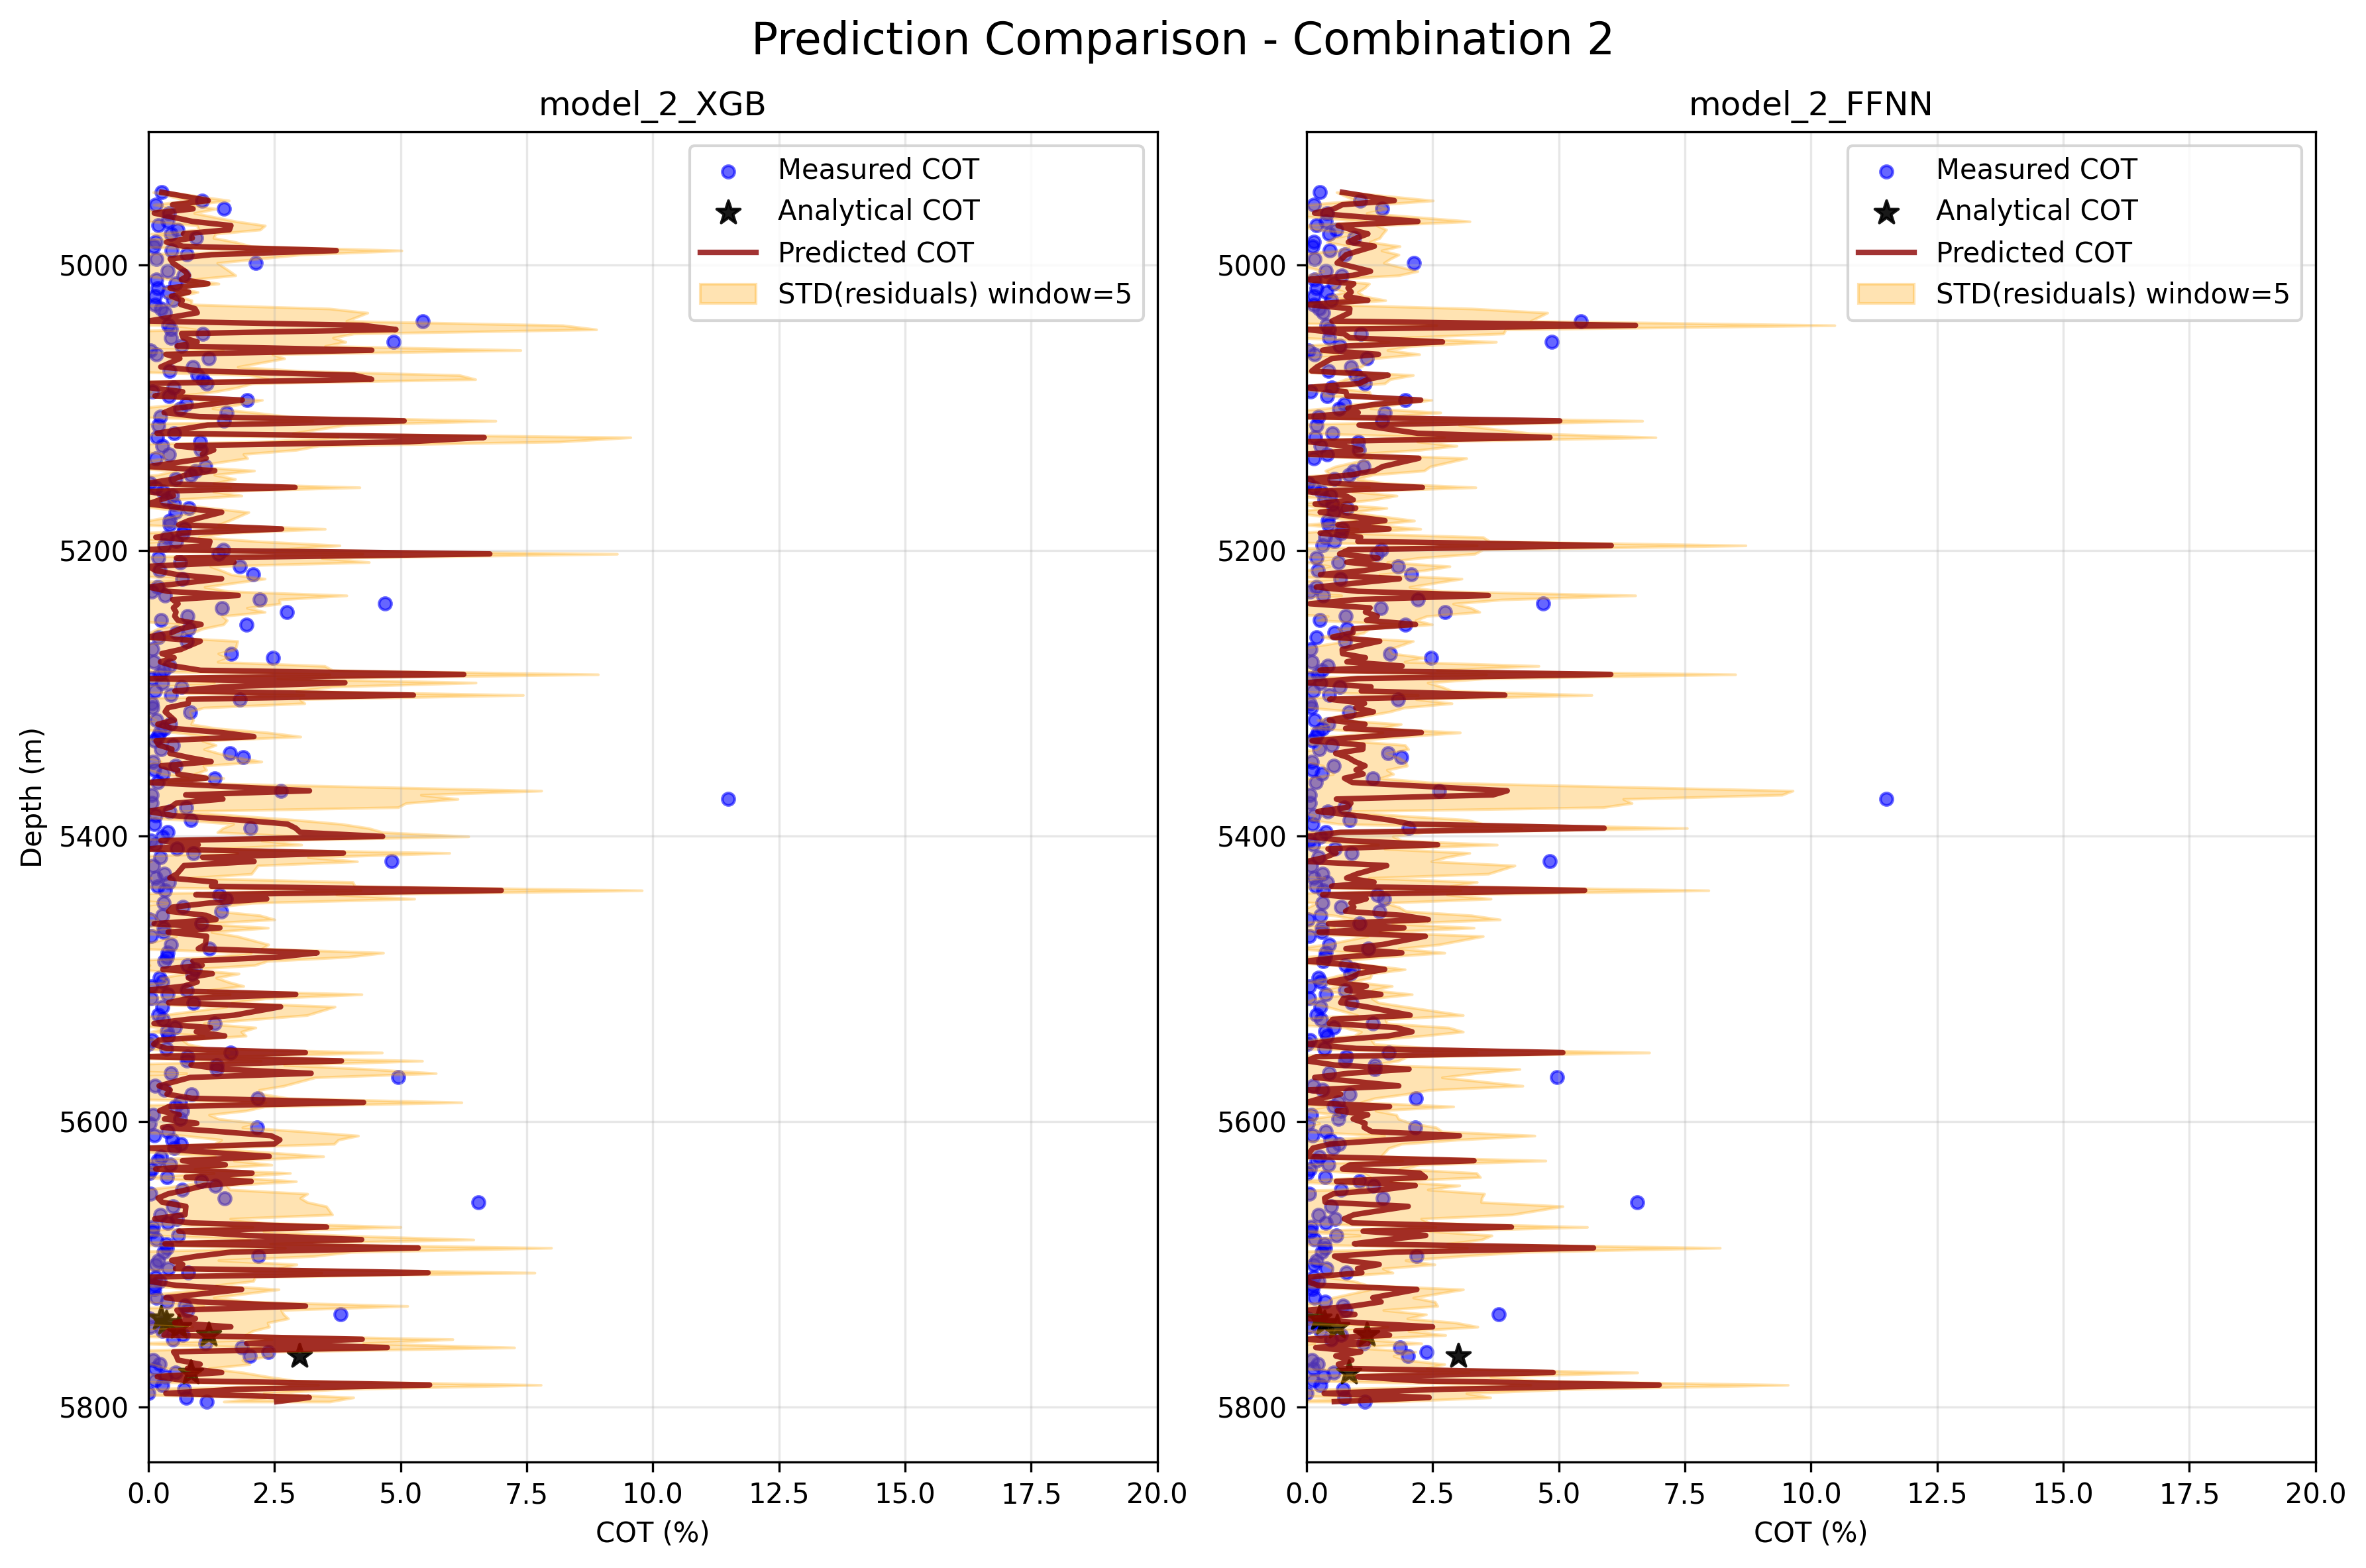 Prediction Comparison - Combination 2
model_2_XGB
Measured COT
Analytical COT
Predicted COT
STD(residuals) window=5
Depth (m)
5000
5200
5400
5600
5800
0.0 2.5 5.0 7.5 10.0 12.5 15.0 17.5 20.0
COT (%)
model_2_FFNN
Measured COT
Analytical COT
Predicted COT
STD(residuals) window=5
5000
5200
5400
5600
5800
0.0 2.5 5.0 7.5 10.0 12.5 15.0 17.5 20.0
COT (%)